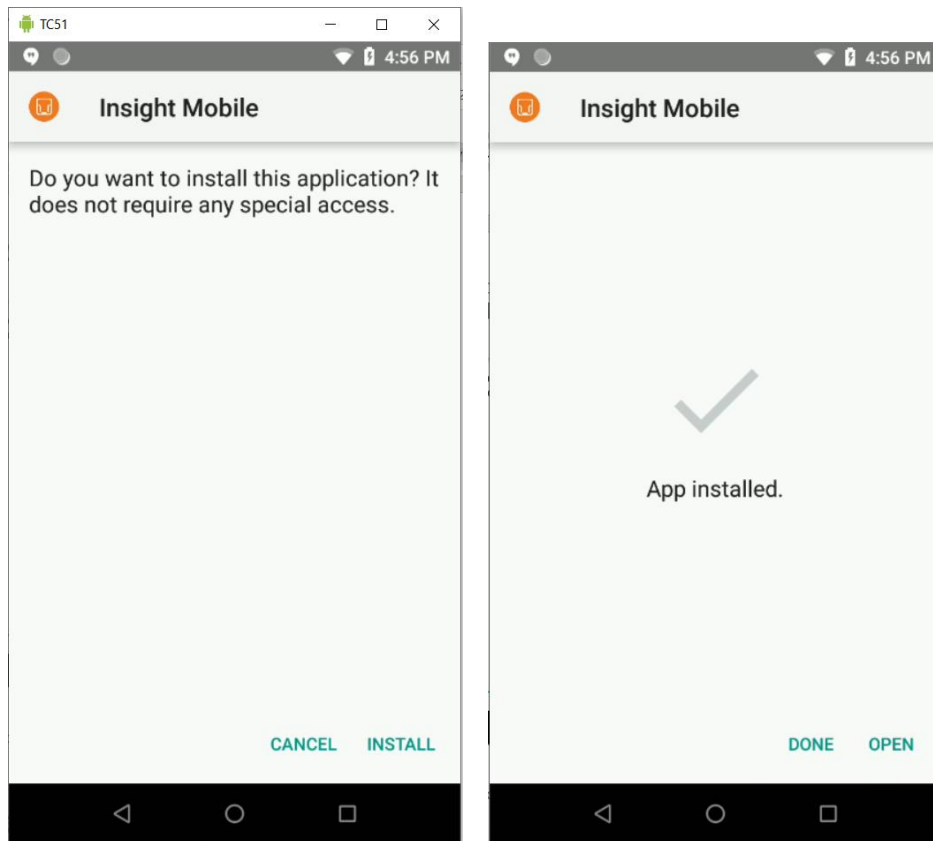 TC51
4:56 PM
Insight Mobile
Do you want to install this application? It
does not require any special access.
CANCEL INSTALL
4:56 PM
Insight Mobile
App installed.
DONE OPEN